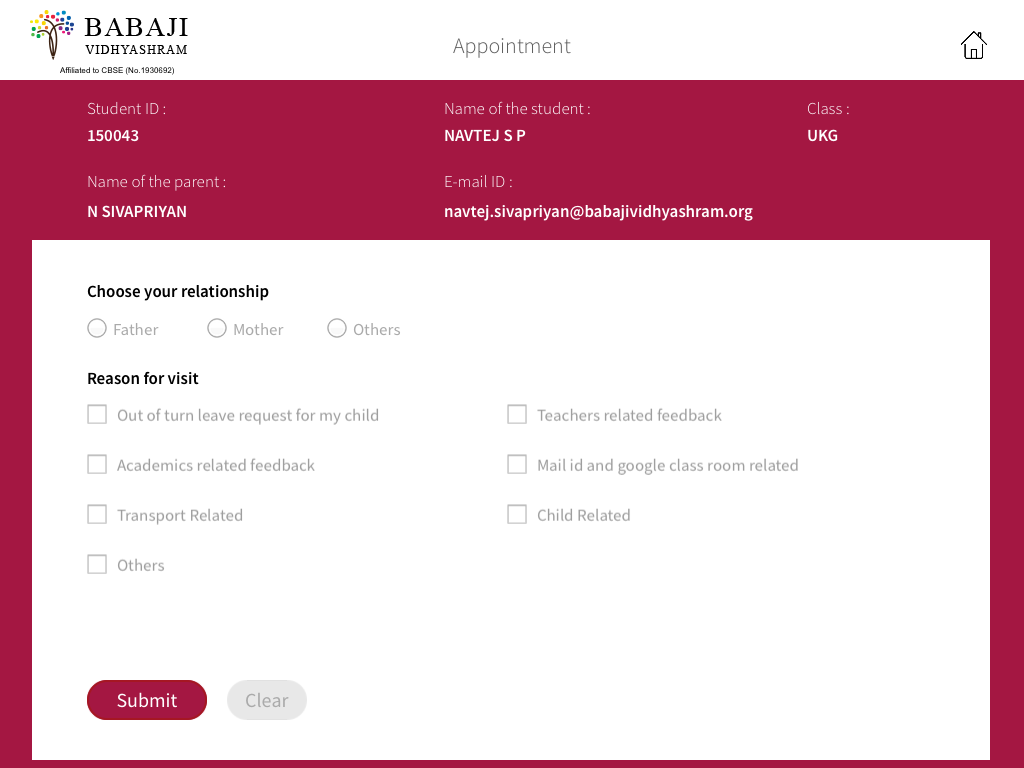 BABAJI
VIDHYASHRAM
Affiliated to CBSE (No.1930692)
Appointment
Student ID :
150043
Name of the student :
NAVTEJ S P
Class :
UKG
Name of the parent :
N SIVAPRIYAN
E-mail ID :
navtej.sivapriyan@babajividhyashram.org
Choose your relationship
Father
Mother
Others
Reason for visit
Out of turn leave request for my child
Teachers related feedback
Academics related feedback
Mail id and google class room related
Transport Related
Child Related
Others
Submit
Clear